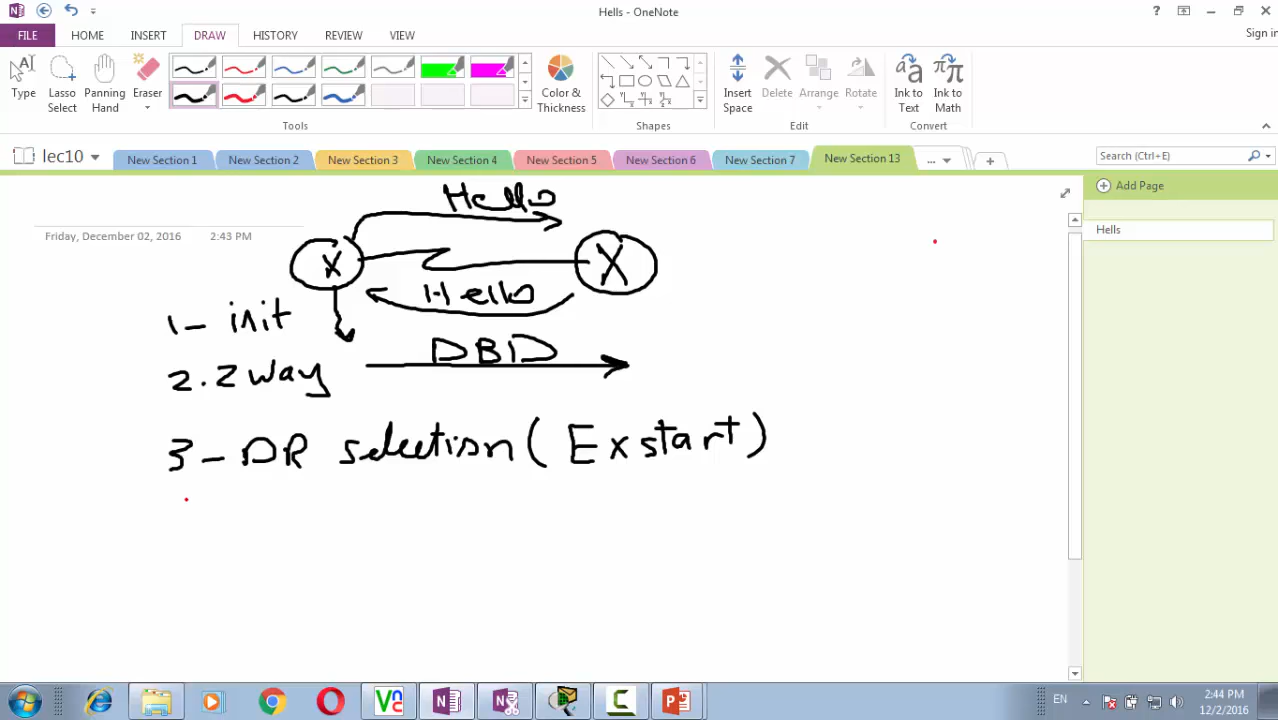 Hells - OneNote
Sign in
FILE HOME INSERT DRAW HISTORY REVIEW VIEW
Type
Lasso Select
Panning Hand
Eraser
Color & Thickness
Insert Space
Delete
Arrange
Rotate
Ink to Text
Ink to Math
Tools
Shapes
Edit
Convert
lec10
New Section 1
New Section 2
New Section 3
New Section 4
New Section 5
New Section 6
New Section 7
New Section 13
...
Search (Ctrl+E)
Add Page
Hells
Friday, December 02, 2016 2:43 PM
Hello
X X
Hello
1- init
DBD
2. 2 way
3- DR selection ( Exstart )
EN
2:44 PM
12/2/2016